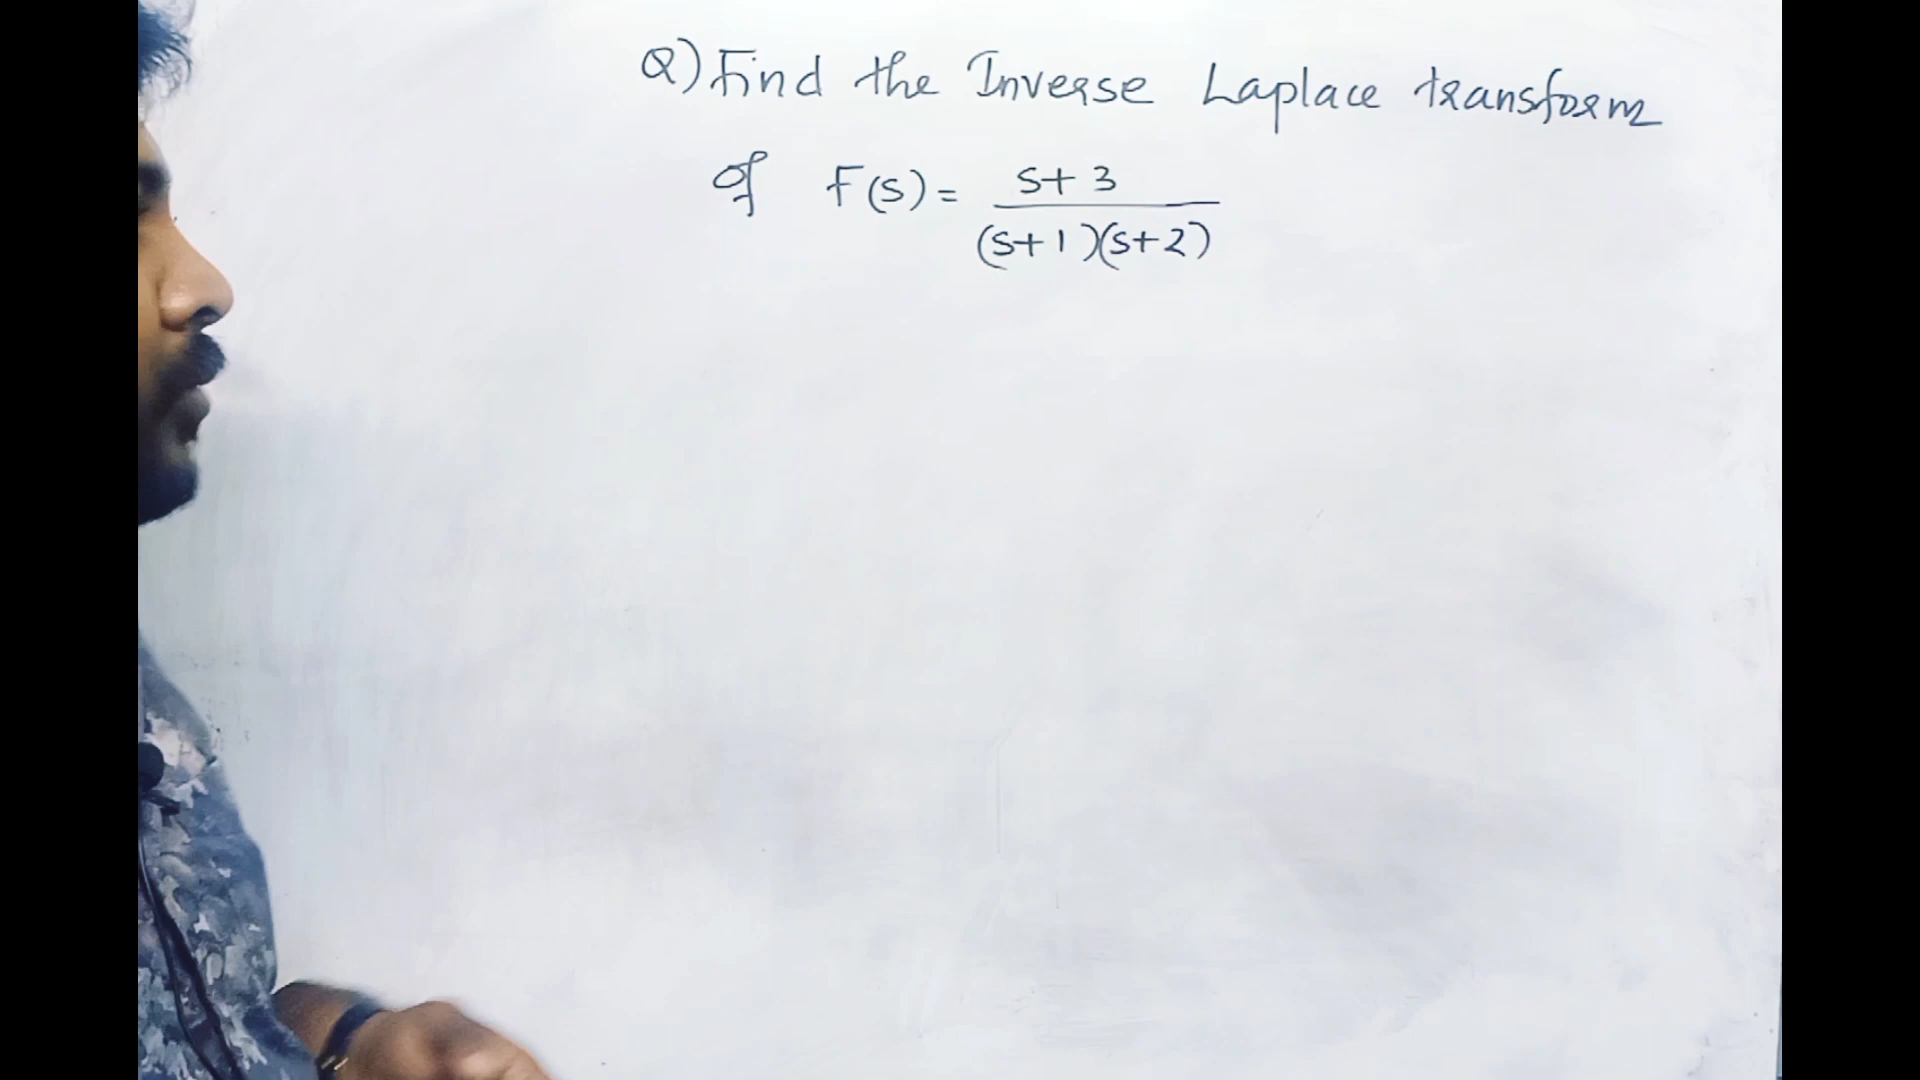 Q) Find the Inverse Laplace transform
of F(s) = s+3
(s+1)(s+2)